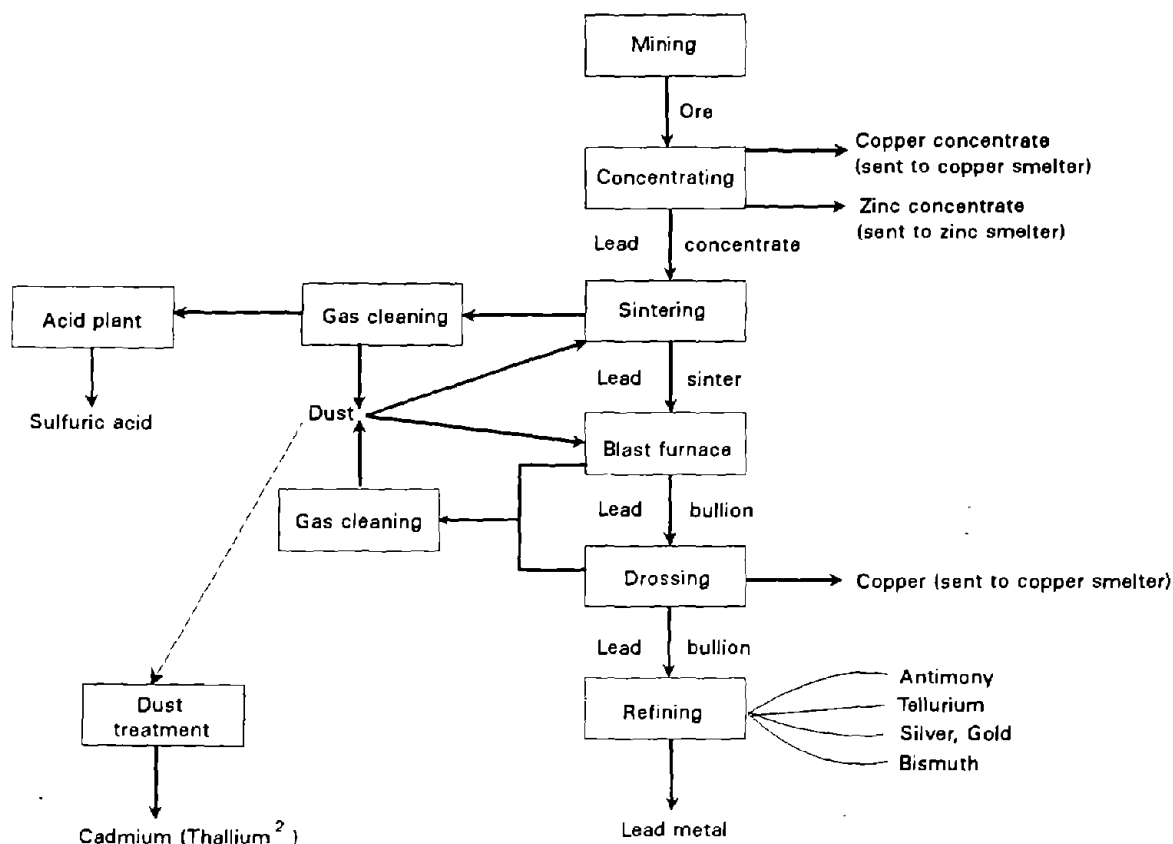 Mining
Ore
Copper concentrate
(sent to copper smelter)
Concentrating
Zinc concentrate
(sent to zinc smelter)
Lead concentrate
Acid plant
Gas cleaning
Sintering
Lead sinter
Sulfuric acid
Dust
Blast furnace
Gas cleaning
Lead bullion
Drossing
Copper (sent to copper smelter)
Lead bullion
Dust
treatment
Refining
Antimony
Tellurium
Silver, Gold
Bismuth
Cadmium (Thallium²)
Lead metal